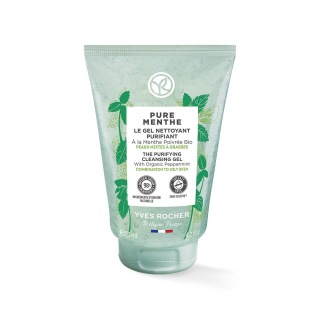 PURE
MENTHE
LE GEL NETTOYANT
PURIFIANT
À la Menthe Poivrée Bio
PEAUX MIXTES À GRASSES
THE PURIFYING
CLEANSING GEL
With Organic Peppermint
COMBINATION TO OILY SKIN
YVES ROCHER